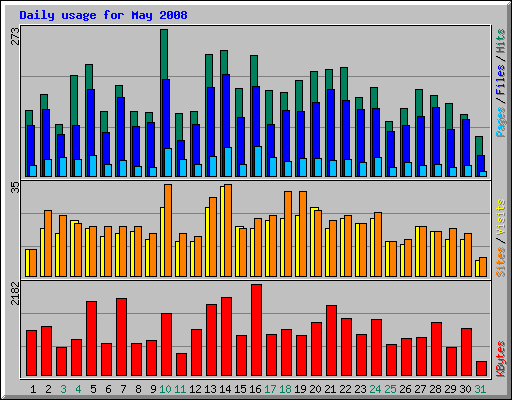 Daily usage for May 2008
273
Pages / Files / Hits
35
Sites / Visits
2182
KBytes
1 2 3 4 5 6 7 8 9 10 11 12 13 14 15 16 17 18 19 20 21 22 23 24 25 26 27 28 29 30 31